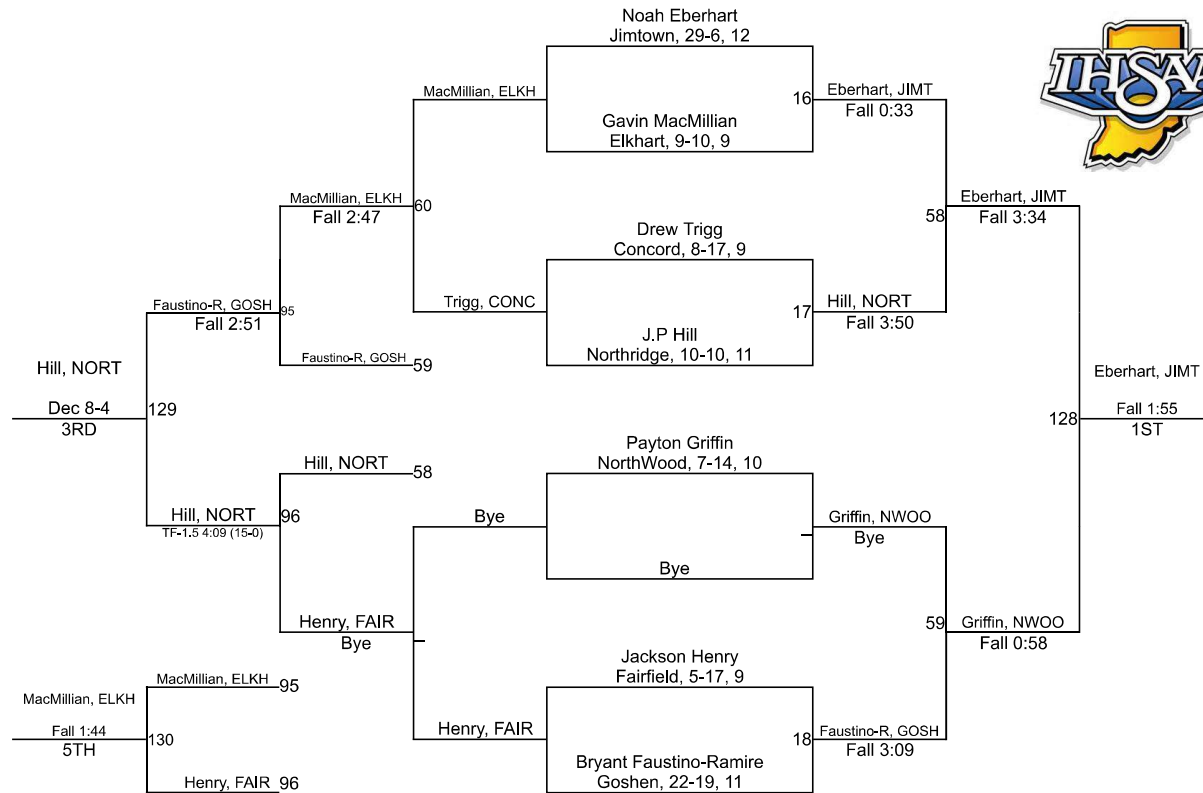 Noah Eberhart
Jimtown, 29-6, 12
IHSAA
MacMillian, ELKH
16
Eberhart, JIMT
Fall 0:33
Gavin MacMillian
Elkhart, 9-10, 9
MacMillian, ELKH
Fall 2:47
60
58
Eberhart, JIMT
Fall 3:34
Drew Trigg
Concord, 8-17, 9
Faustino-R, GOSH
Fall 2:51
95
Trigg, CONC
17
Hill, NORT
Fall 3:50
J.P Hill
Northridge, 10-10, 11
Faustino-R, GOSH
59
Hill, NORT
Dec 8-4
3RD
129
128
Eberhart, JIMT
Fall 1:55
1ST
Payton Griffin
NorthWood, 7-14, 10
Hill, NORT
58
Hill, NORT
TF-1.5 4:09 (15-0)
96
Bye
Griffin, NWOO
Bye
Bye
Henry, FAIR
Bye
59
Griffin, NWOO
Fall 0:58
Jackson Henry
Fairfield, 5-17, 9
MacMillian, ELKH
95
MacMillian, ELKH
Fall 1:44
5TH
130
Henry, FAIR
18
Faustino-R, GOSH
Fall 3:09
Bryant Faustino-Ramire
Goshen, 22-19, 11
Henry, FAIR
96